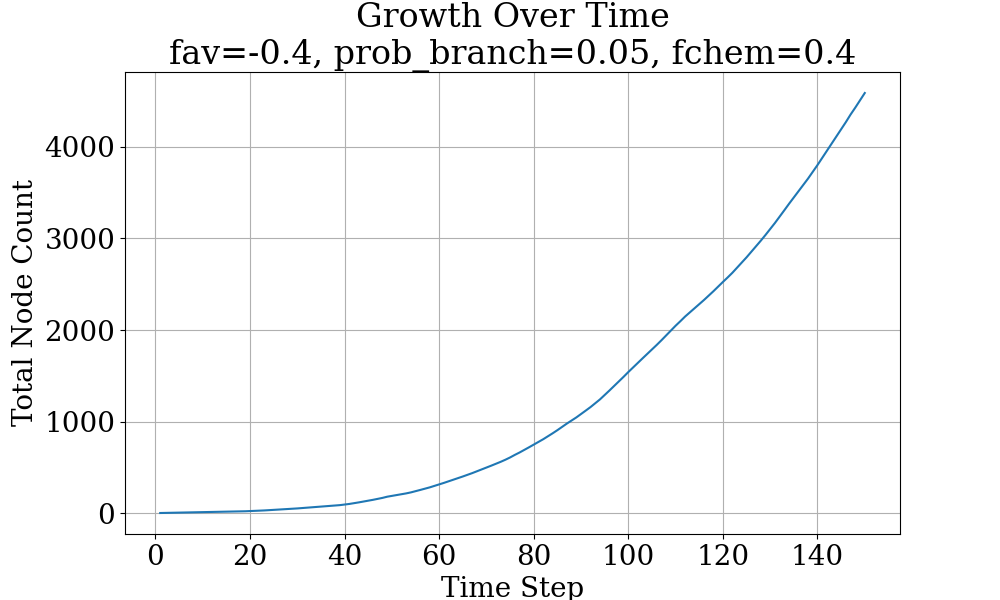 Growth Over Time
fav=-0.4, prob_branch=0.05, fchem=0.4
Total Node Count
4000
3000
2000
1000
0
0 20 40 60 80 100 120 140
Time Step